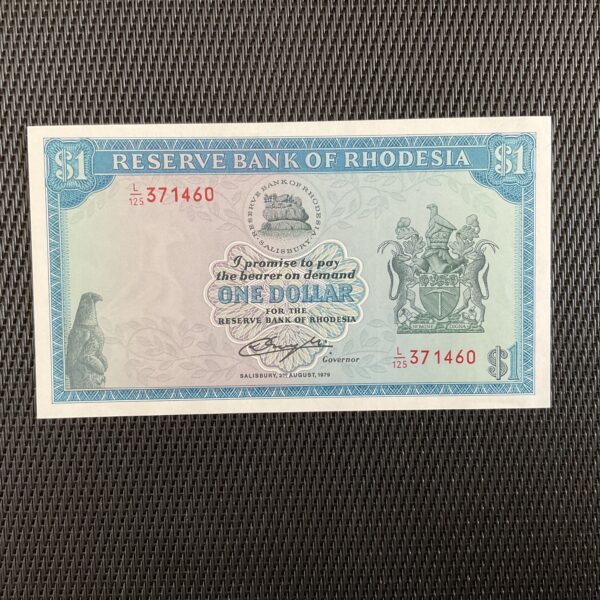 $1 RESERVE BANK OF RHODESIA $1
L/125 371460
RESERVE BANK OF RHODESIA
SALISBURY
I promise to pay
the bearer on demand
ONE DOLLAR
FOR THE
RESERVE BANK OF RHODESIA
Governor
L/125 371460
$1
SALISBURY, 2ND AUGUST, 1979